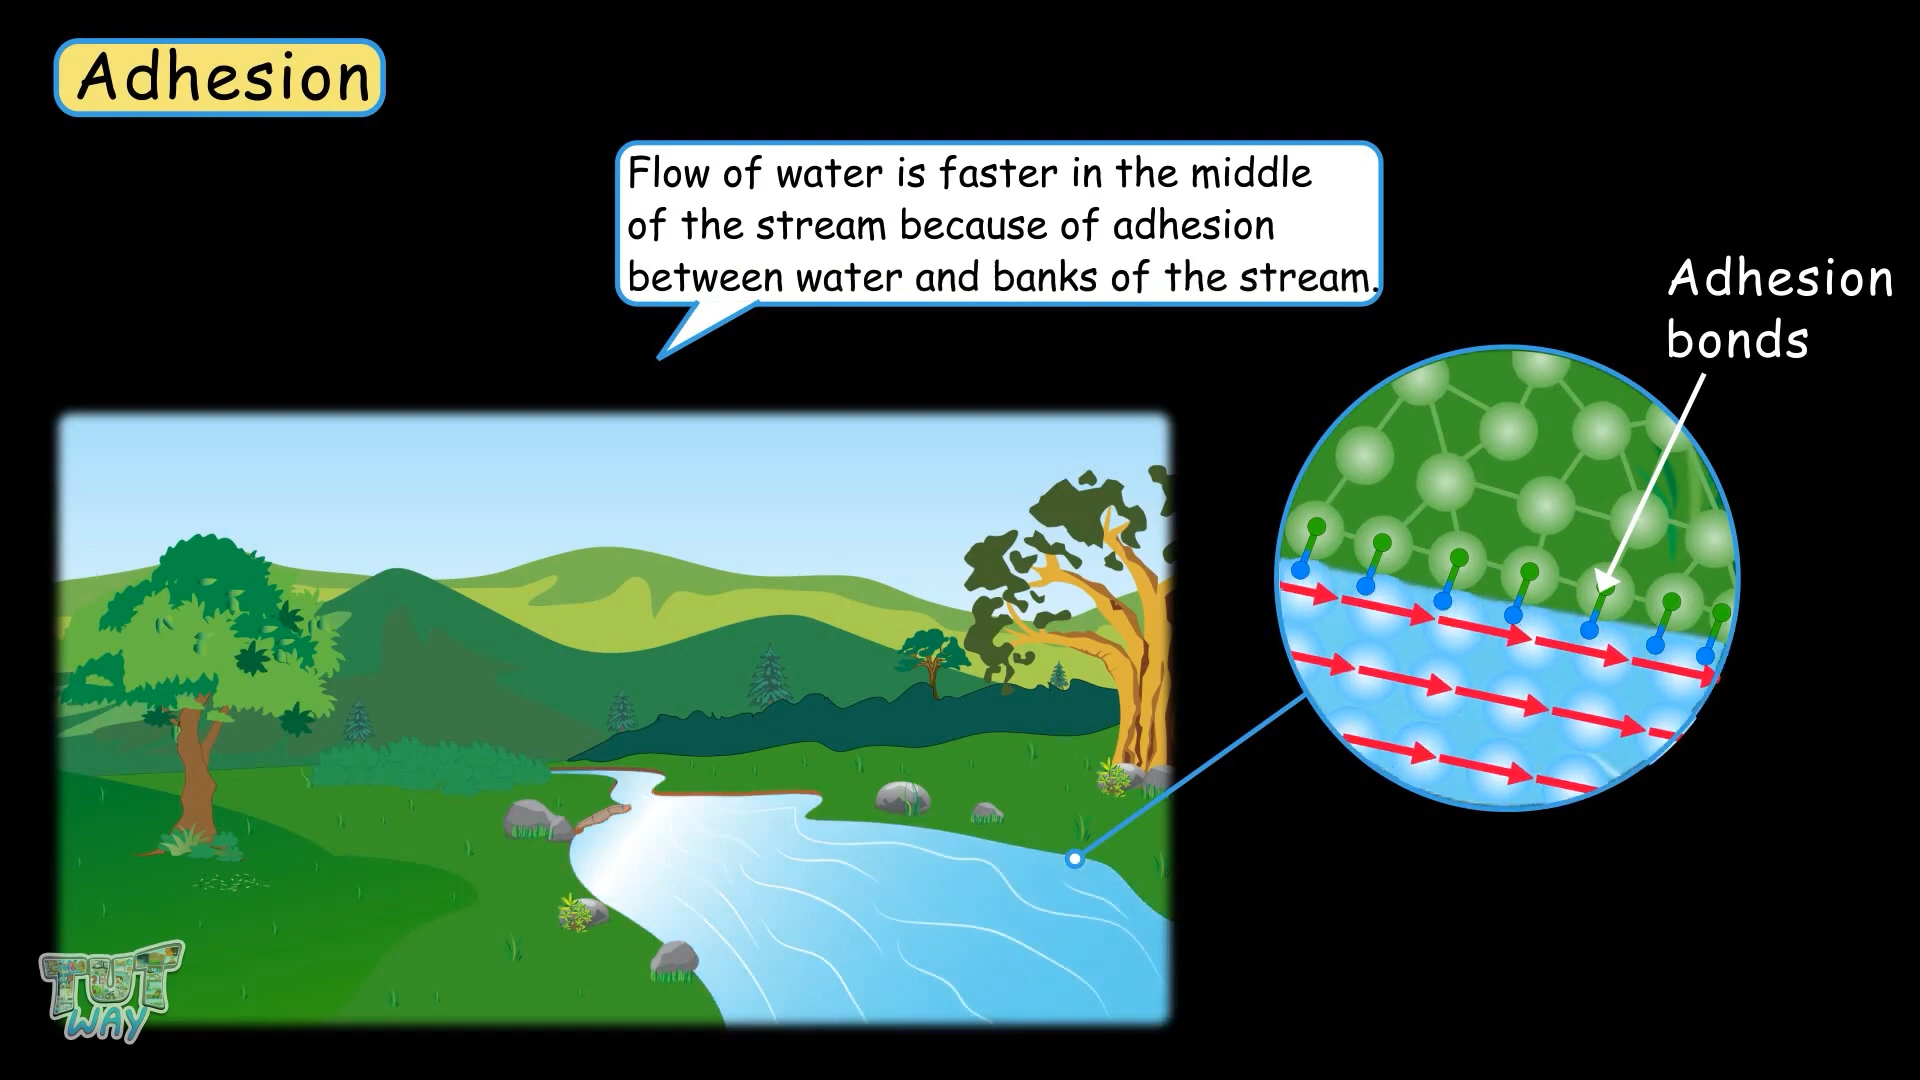 Adhesion
Flow of water is faster in the middle
of the stream because of adhesion
between water and banks of the stream.
Adhesion
bonds
TUT
WAY